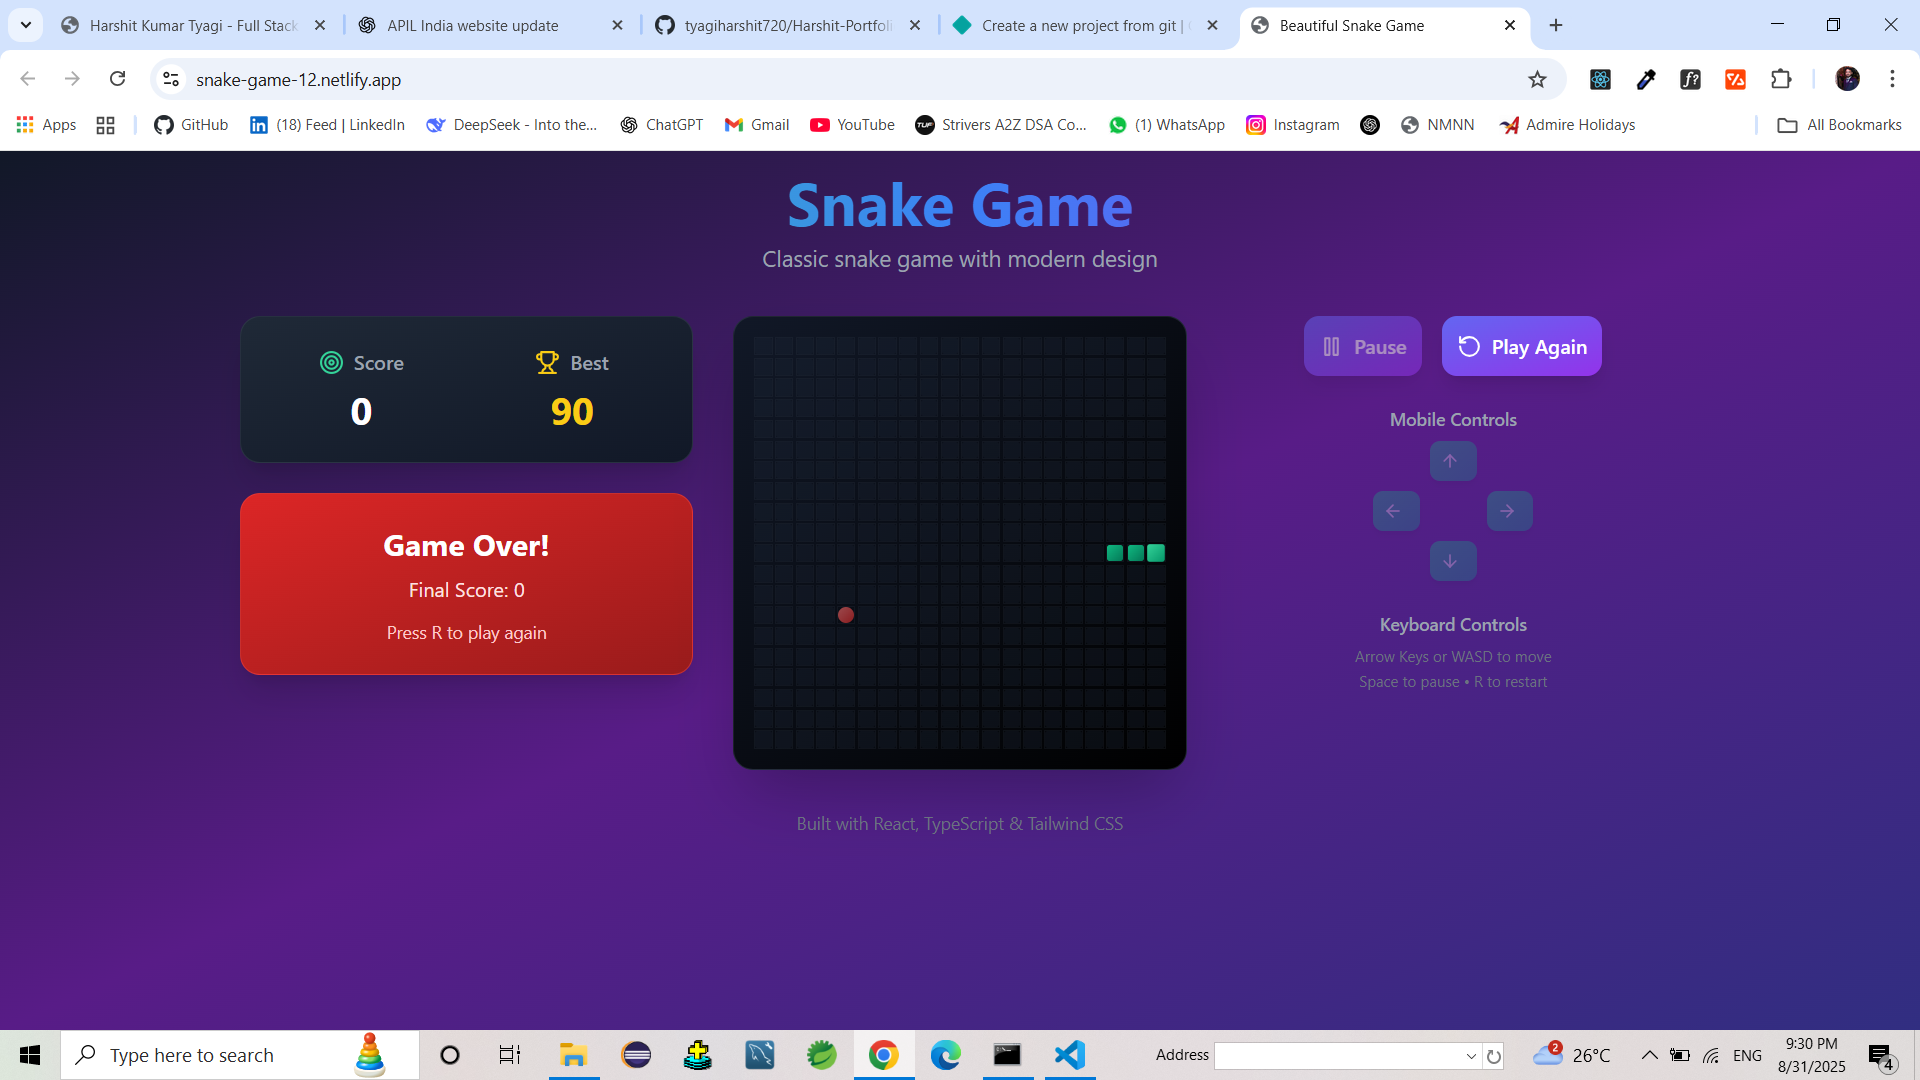 Harshit Kumar Tyagi - Full Stack
APIL India website update
tyagiharshit720/Harshit-Portfoli
Create a new project from git |
Beautiful Snake Game
snake-game-12.netlify.app
Apps
GitHub
(18) Feed | LinkedIn
DeepSeek - Into the...
ChatGPT
Gmail
YouTube
TUF
Strivers A2Z DSA Co...
(1) WhatsApp
Instagram
NMNN
Admire Holidays
All Bookmarks
Snake Game
Classic snake game with modern design
Score
Best
0
90
Game Over!
Final Score: 0
Press R to play again
Pause
Play Again
Mobile Controls
Keyboard Controls
Arrow Keys or WASD to move
Space to pause • R to restart
Built with React, TypeScript & Tailwind CSS
Type here to search
Address
2
26°C
ENG
9:30 PM
8/31/2025
4